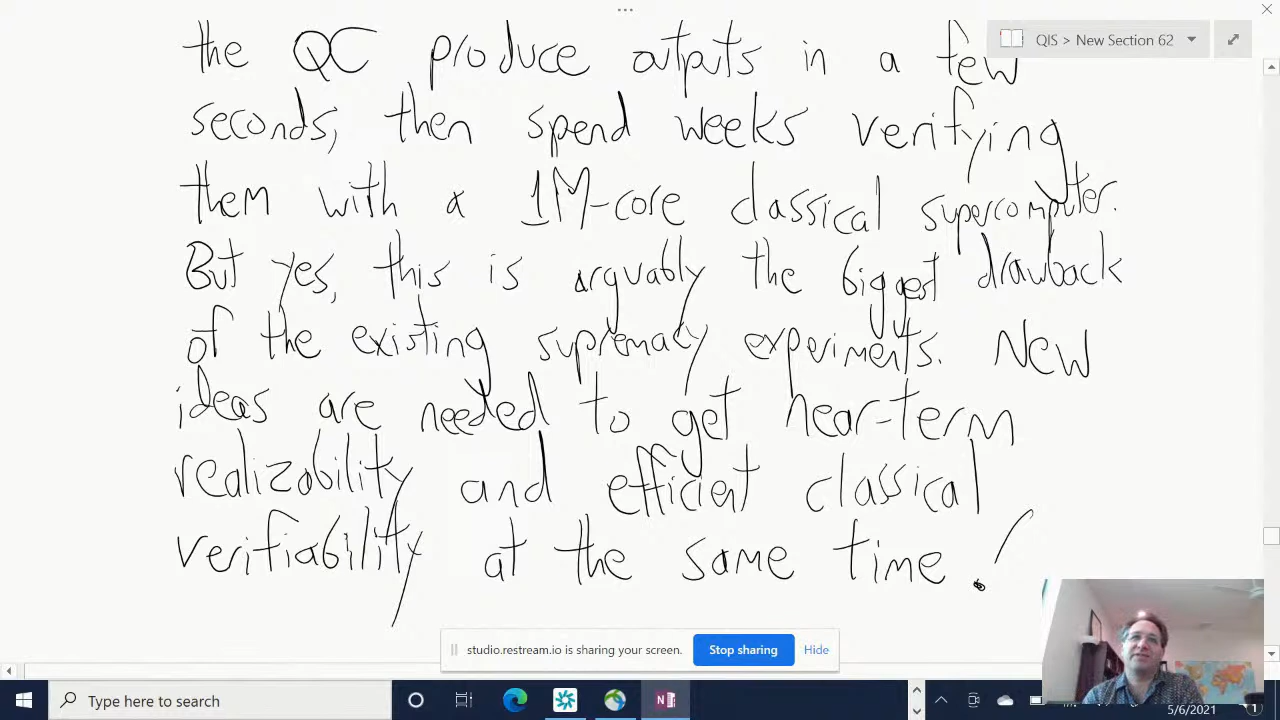 the QC produce outputs in a few
QIS > New Section 62
seconds, then spend weeks verifying
them with a 1M-core classical supercomputer.
But yes, this is arguably the biggest drawback
of the existing supremacy experiments. New
ideas are needed to get near-term
realizability and efficient classical
verifiability at the same time!
studio.restream.io is sharing your screen.
Stop sharing
Hide
Type here to search
N
5/6/2021
1